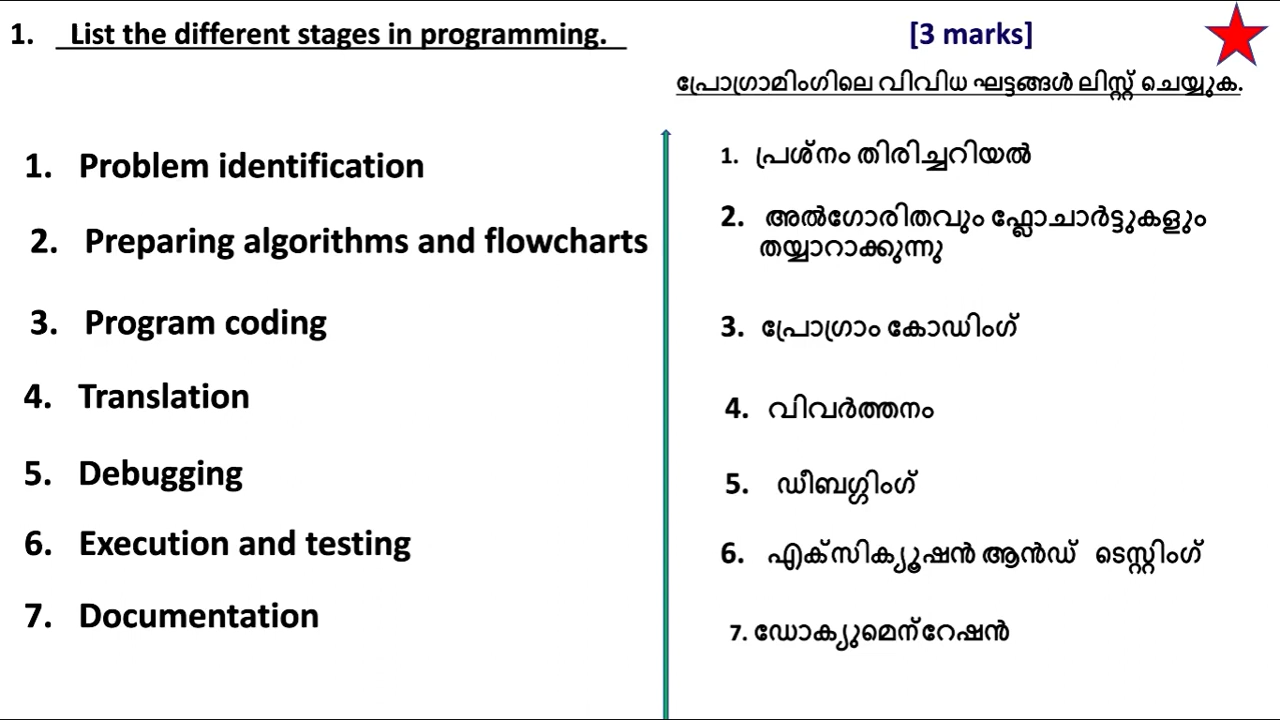 1. List the different stages in programming. [3 marks]
പ്രോഗ്രാമിംഗിലെ വിവിധ ഘട്ടങ്ങൾ ലിസ്റ്റ് ചെയ്യുക.
1. Problem identification
2. Preparing algorithms and flowcharts
3. Program coding
4. Translation
5. Debugging
6. Execution and testing
7. Documentation
1. പ്രശ്നം തിരിച്ചറിയൽ
2. അൽഗോരിതവും ഫ്ലോചാർട്ടുകളും
തയ്യാറാക്കുന്നു
3. പ്രോഗ്രാം കോഡിംഗ്
4. വിവർത്തനം
5. ഡീബഗ്ഗിംഗ്
6. എക്സിക്യൂഷൻ ആൻഡ് ടെസ്റ്റിംഗ്
7. ഡോക്യുമെന്റേഷൻ